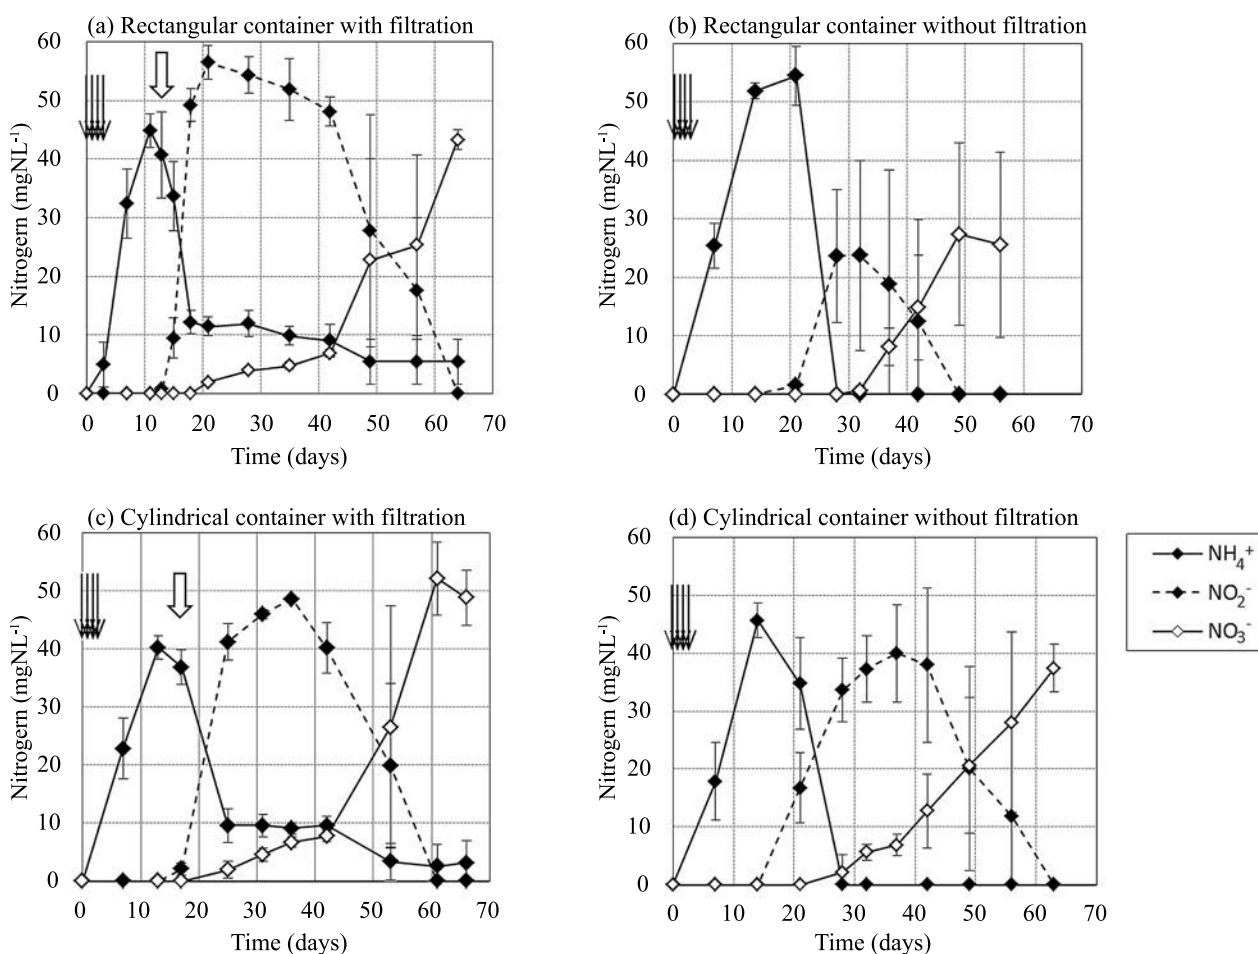 (a) Rectangular container with filtration
60
50
40
30
20
10
0
Nitrogern (mgNL-1)
0 10 20 30 40 50 60 70
Time (days)
(b) Rectangular container without filtration
60
50
40
30
20
10
0
Nitrogern (mgNL-1)
0 10 20 30 40 50 60 70
Time (days)
(c) Cylindrical container with filtration
60
50
40
30
20
10
0
Nitrogern (mgNL-1)
0 10 20 30 40 50 60 70
Time (days)
(d) Cylindrical container without filtration
60
50
40
30
20
10
0
Nitrogern (mgNL-1)
0 10 20 30 40 50 60 70
Time (days)
NH4+
NO2-
NO3-